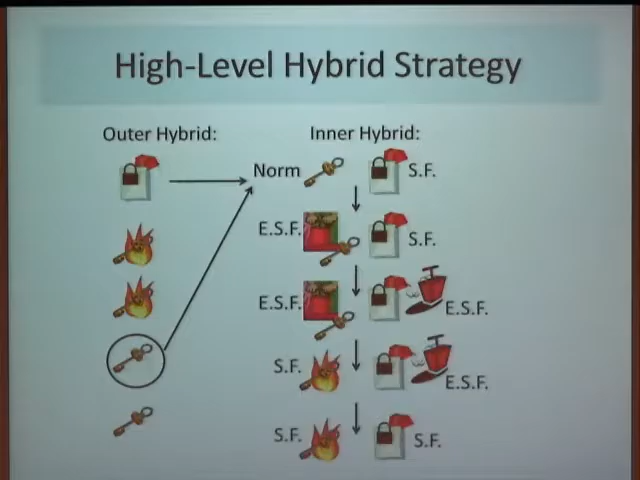 High-Level Hybrid Strategy
Outer Hybrid:
Inner Hybrid:
Norm
S.F.
E.S.F.
S.F.
E.S.F.
E.S.F.
S.F.
E.S.F.
S.F.
S.F.